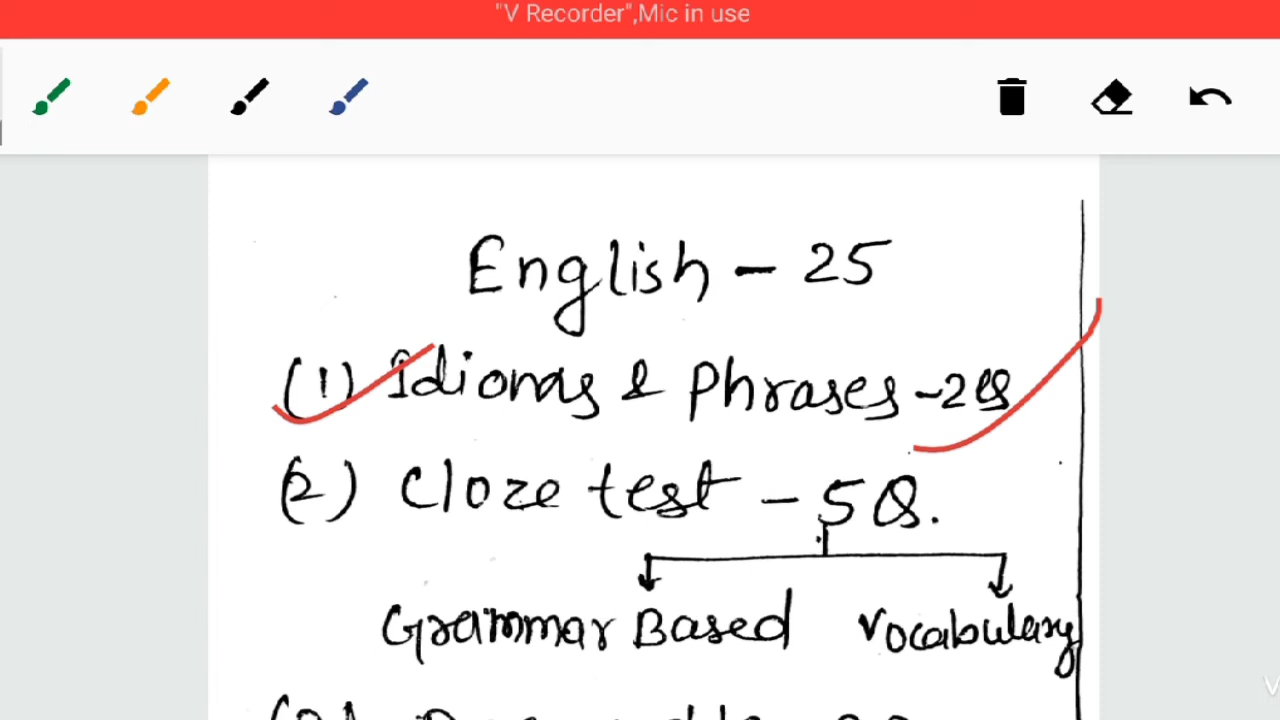 "V Recorder",Mic in use
English - 25
(1) Idioms & Phrases -2Q
(2) Cloze test - 5Q.
Grammar Based Vocabulary